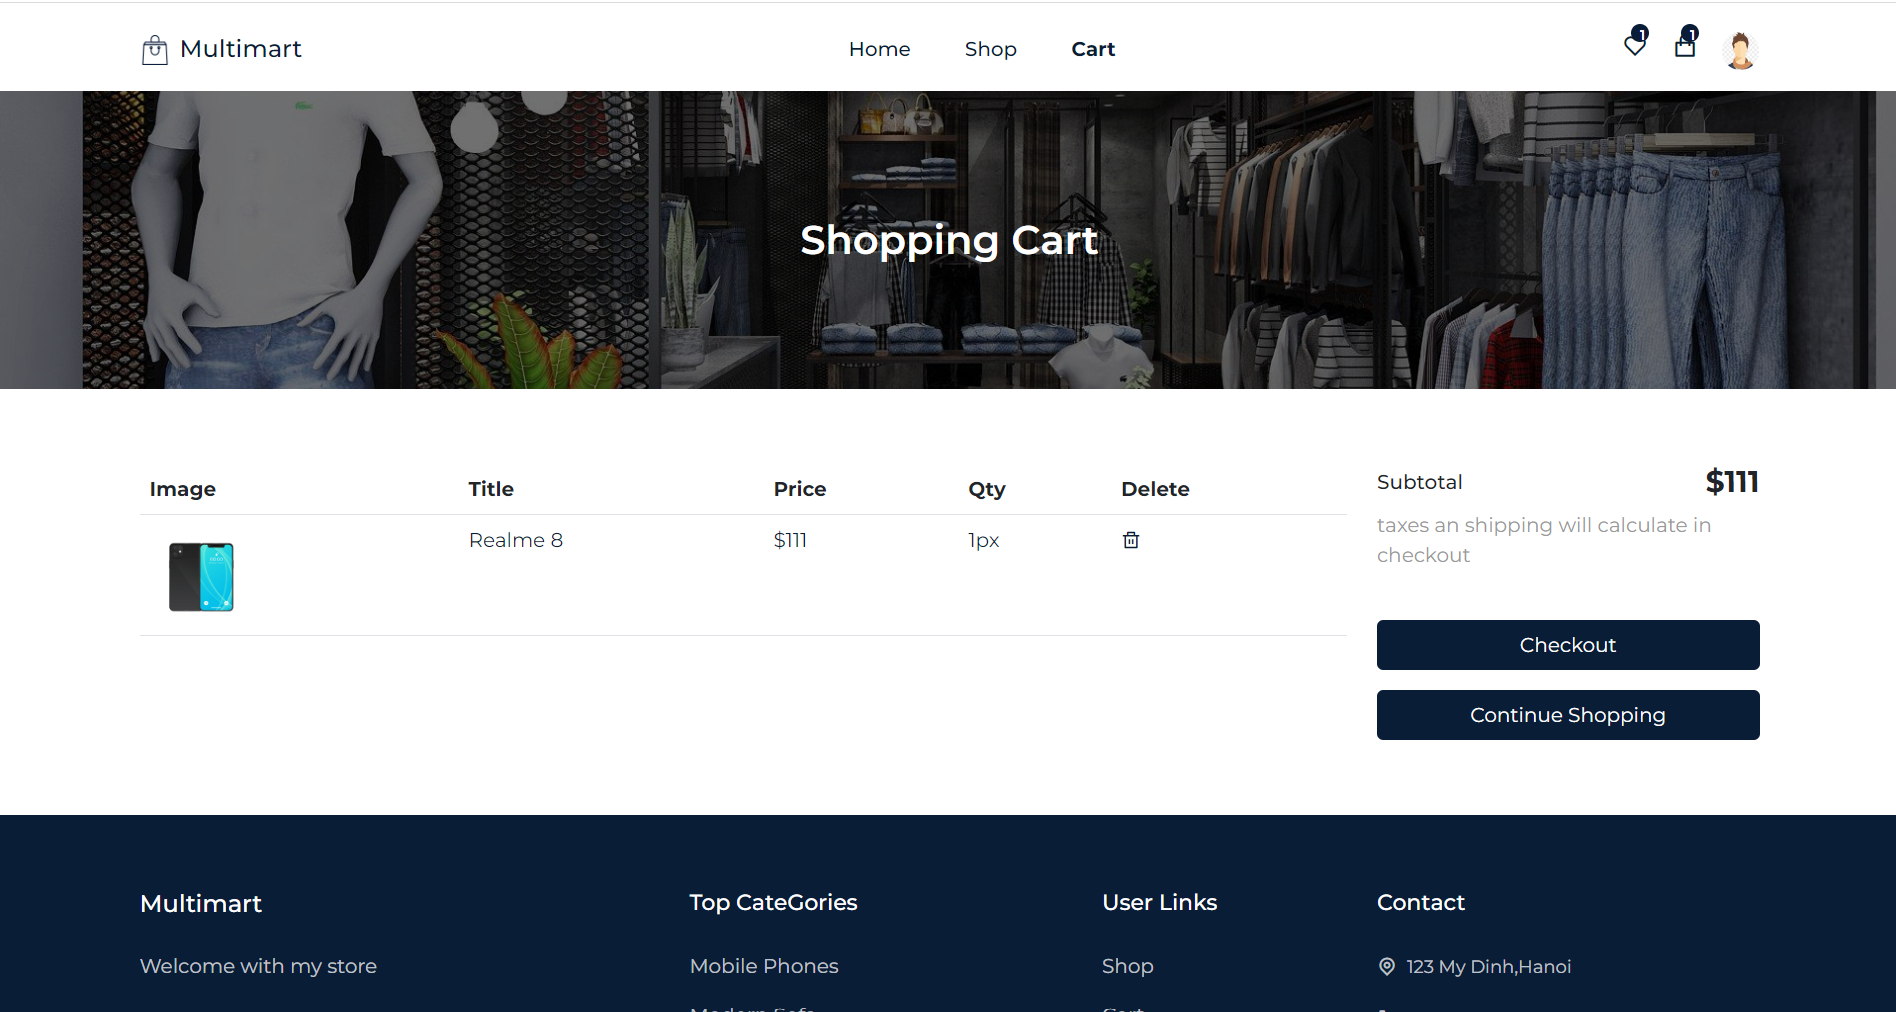 Multimart
Home
Shop
Cart
1
1
Shopping Cart
Image
Title
Price
Qty
Delete
Realme 8
$111
1px
Subtotal
$111
taxes an shipping will calculate in
checkout
Checkout
Continue Shopping
Multimart
Welcome with my store
Top CateGories
Mobile Phones
User Links
Shop
Contact
123 My Dinh,Hanoi